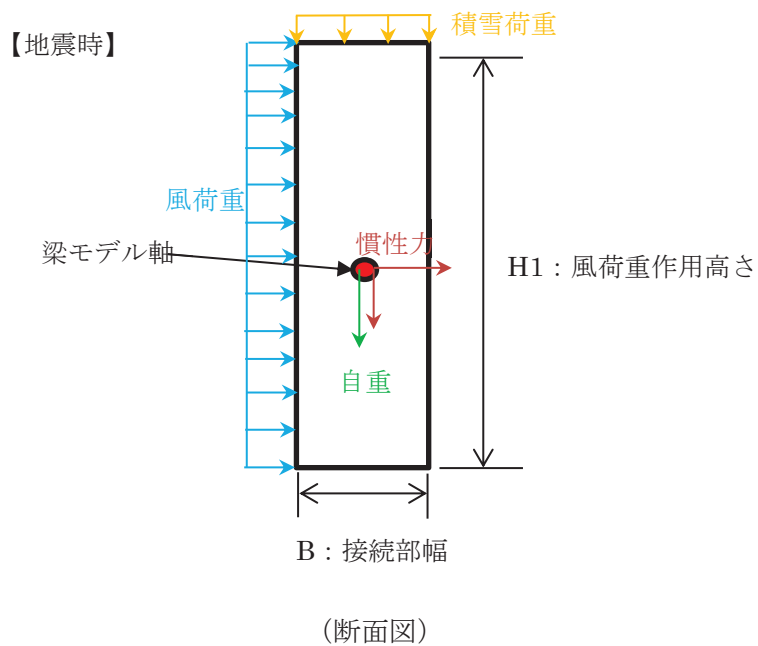 【地震時】
積雪荷重
風荷重
慣性力
梁モデル軸
H1：風荷重作用高さ
自重
B：接続部幅
（断面図）